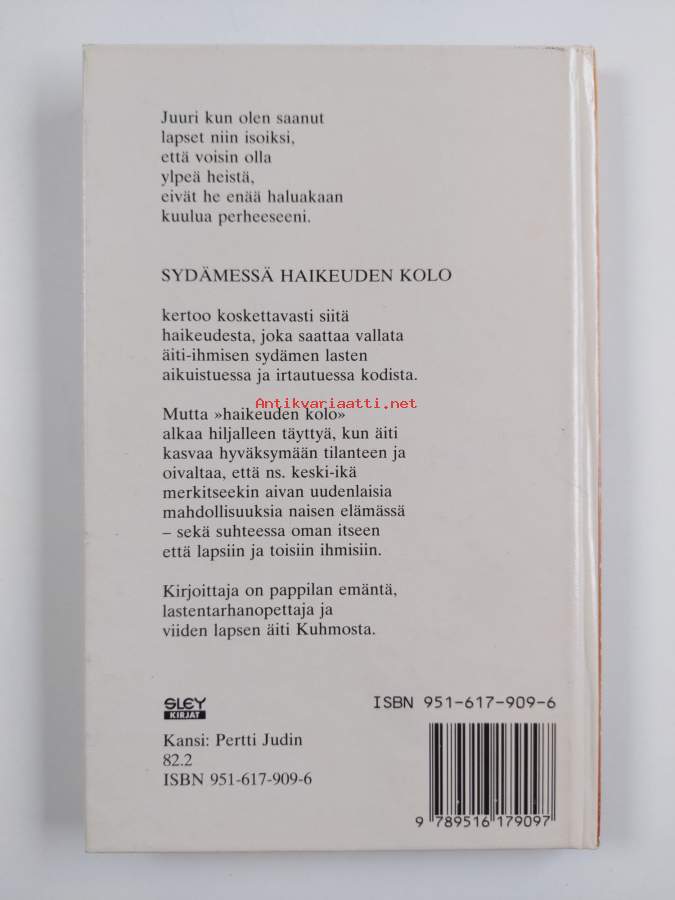 Juuri kun olen saanut
lapset niin isoiksi,
että voisin olla
ylpeä heistä,
eivät he enää haluakaan
kuulua perheeseeni.
SYDÄMESSÄ HAIKEUDEN KOLO
kertoo koskettavasti siitä
haikeudesta, joka saattaa vallata
äiti-ihmisen sydämen lasten
aikuistuessa ja irtautuessa kodista.
Antikvariaatti.net
Mutta »haikeuden kolo»
alkaa hiljalleen täyttyä, kun äiti
kasvaa hyväksymään tilanteen ja
oivaltaa, että ns. keski-ikä
merkitseekin aivan uudenlaisia
mahdollisuuksia naisen elämässä
– sekä suhteessa oman itseen
että lapsiin ja toisiin ihmisiin.
Kirjoittaja on pappilan emäntä,
lastentarhanopettaja ja
viiden lapsen äiti Kuhmosta.
SLEY
KIRJAT
Kansi: Pertti Judin
82.2
ISBN 951-617-909-6
ISBN 951-617-909-6
9 789516 179097